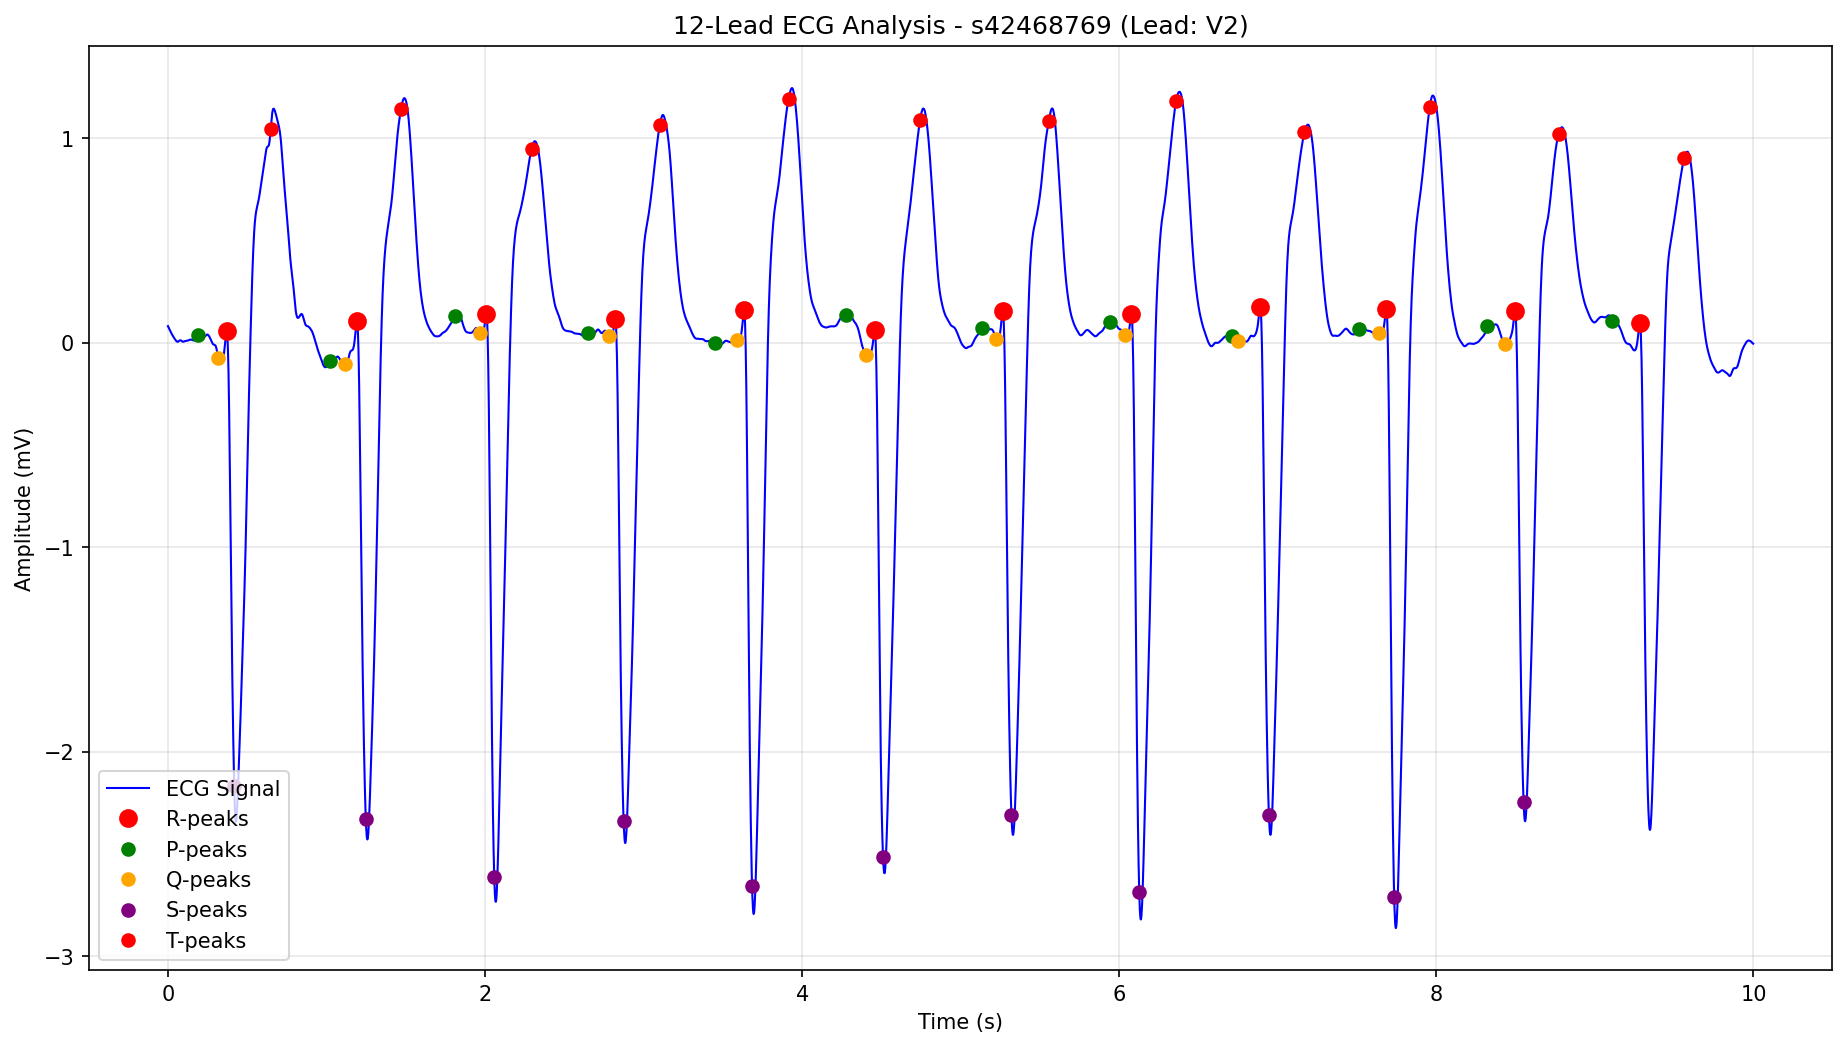 12-Lead ECG Analysis - s42468769 (Lead: V2)
Amplitude (mV)
1
0
−1
−2
−3
ECG Signal
R-peaks
P-peaks
Q-peaks
S-peaks
T-peaks
0 2 4 6 8 10
Time (s)